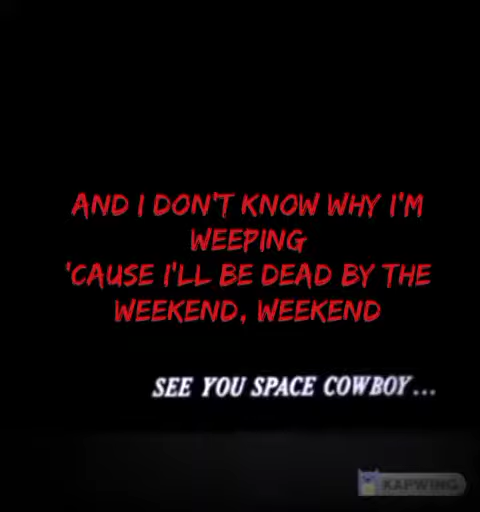 AND I DON'T KNOW WHY I'M
WEEPING
'CAUSE I'LL BE DEAD BY THE
WEEKEND, WEEKEND
SEE YOU SPACE COWBOY...
KAPWING